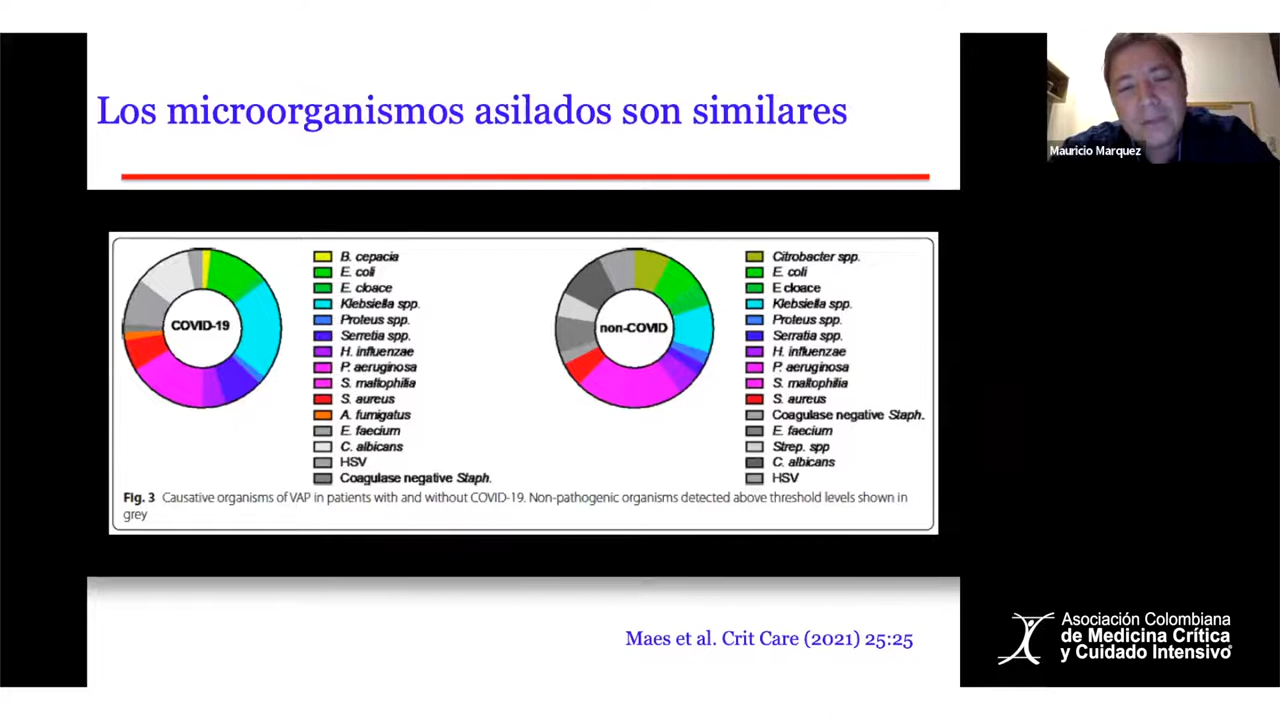 Los microorganismos asilados son similares
Mauricio Marquez
COVID-19
B. cepacia
E. coli
E. cloace
Klebsiella spp.
Proteus spp.
Serretia spp.
H. influenzae
P. aeruginosa
S. maltophilia
S. aureus
A. fumigatus
E. faecium
C. albicans
HSV
Coagulase negative Staph.
non-COVID
Citrobacter spp.
E. coli
E cloace
Klebsiella spp.
Proteus spp.
Serratia spp.
H. influenzae
P. aeruginosa
S. maltophilia
S. aureus
Coagulase negative Staph.
E. faecium
Strep. spp
C. albicans
HSV
Fig. 3 Causative organisms of VAP in patients with and without COVID-19. Non-pathogenic organisms detected above threshold levels shown in
grey
Maes et al. Crit Care (2021) 25:25
Asociación Colombiana
de Medicina Crítica
y Cuidado Intensivo